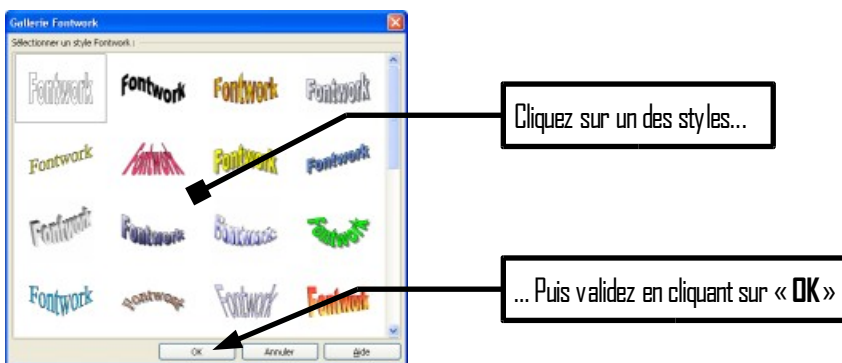 Gallerie Fontwork
Sélectionner un style Fontwork :
Fontwork Fontwork Fontwork Fontwork
Fontwork Fontwork Fontwork Fontwork
Fontwork Fontwork Fontwork Fontwork
Fontwork Fontwork Fontwork Fontwork
OK Annuler Aide
Cliquez sur un des styles...
... Puis validez en cliquant sur « OK »